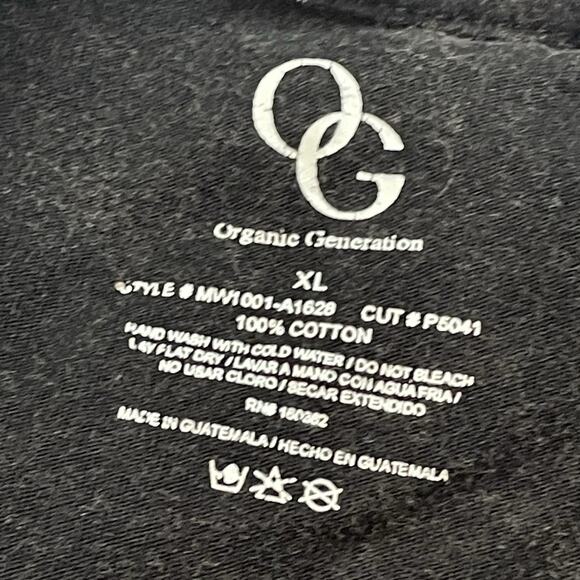 OG
Organic Generation
XL
STYLE # MW1001-A1628 CUT # P5041
100% COTTON
HAND WASH WITH COLD WATER / DO NOT BLEACH
LAY FLAT DRY / LAVAR A MANO CON AGUA FRIA /
NO USAR CLORO / SECAR EXTENDIDO
MADE IN GUATEMALA / HECHO EN GUATEMALA